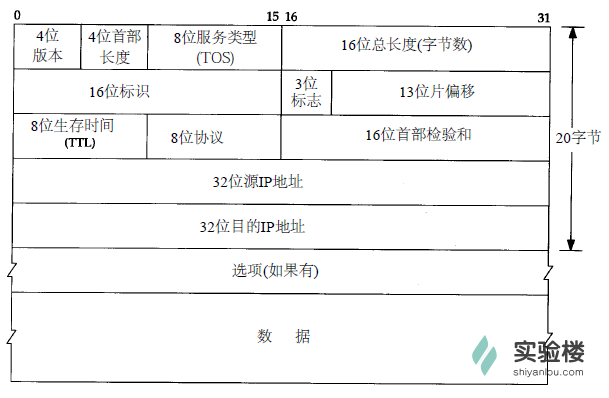 0 15 16 31
4位版本 4位首部长度 8位服务类型(TOS) 16位总长度(字节数)
16位标识 3位标志 13位片偏移
8位生存时间(TTL) 8位协议 16位首部检验和
20字节
32位源IP地址
32位目的IP地址
选项(如果有)
数 据
实验楼
shiyanlou.com